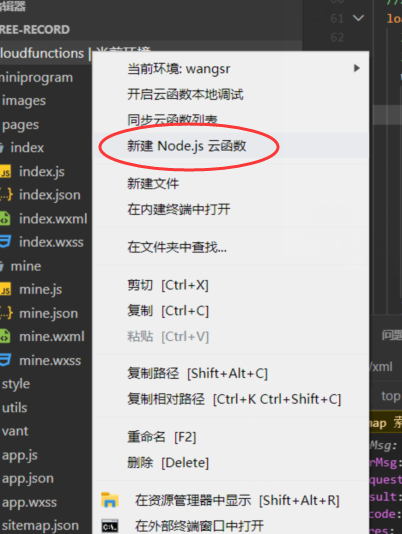 编辑器
REE-RECORD
loudfunctions | 当前环境
miniprogram
images
pages
index
index.js
index.json
index.wxml
index.wxss
mine
mine.js
mine.json
mine.wxml
mine.wxss
style
utils
vant
app.js
app.json
app.wxss
sitemap.json
当前环境: wangsr
开启云函数本地调试
同步云函数列表
新建 Node.js 云函数
新建文件
在内建终端中打开
在文件夹中查找...
剪切 [Ctrl+X]
复制 [Ctrl+C]
粘贴 [Ctrl+V]
复制路径 [Shift+Alt+C]
复制相对路径 [Ctrl+K Ctrl+Shift+C]
重命名 [F2]
删除 [Delete]
在资源管理器中显示 [Shift+Alt+R]
在外部终端窗口中打开
61
lo
62
问题
/xml
top
map 索
Msg:
rMsg:
quest
sult:
code:
res: